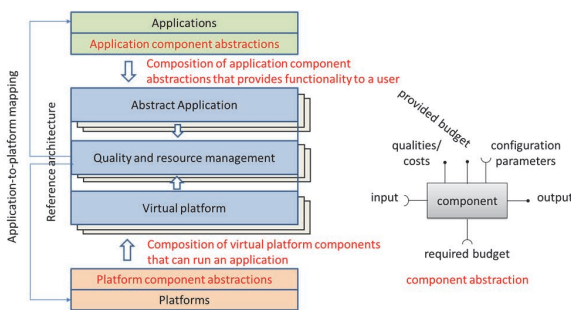 Applications
Application component abstractions
Composition of application component
abstractions that provides functionality to a user
Abstract Application
Quality and resource management
Virtual platform
Composition of virtual platform components
that can run an application
Platform component abstractions
Platforms
Application-to-platform mapping
Reference architecture
provided budget
qualities/
costs
configuration
parameters
input
component
output
required budget
component abstraction